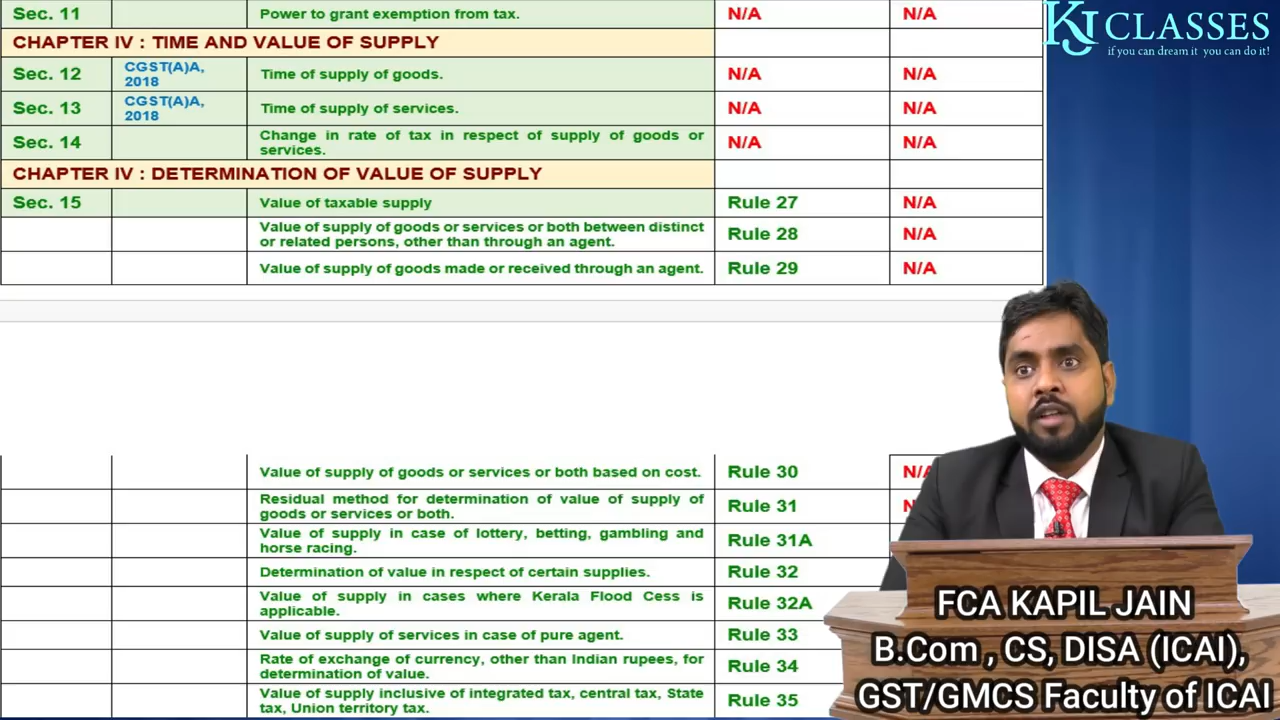 Sec. 11 Power to grant exemption from tax. N/A N/A
CHAPTER IV : TIME AND VALUE OF SUPPLY
Sec. 12 CGST(A)A, 2018 Time of supply of goods. N/A N/A
Sec. 13 CGST(A)A, 2018 Time of supply of services. N/A N/A
Sec. 14 Change in rate of tax in respect of supply of goods or
services. N/A N/A
CHAPTER IV : DETERMINATION OF VALUE OF SUPPLY
Sec. 15 Value of taxable supply Rule 27 N/A
Value of supply of goods or services or both between distinct
or related persons, other than through an agent. Rule 28 N/A
Value of supply of goods made or received through an agent. Rule 29 N/A
Value of supply of goods or services or both based on cost. Rule 30 N/A
Residual method for determination of value of supply of
goods or services or both. Rule 31
Value of supply in case of lottery, betting, gambling and
horse racing. Rule 31A
Determination of value in respect of certain supplies. Rule 32
Value of supply in cases where Kerala Flood Cess is
applicable. Rule 32A
Value of supply of services in case of pure agent. Rule 33
Rate of exchange of currency, other than Indian rupees, for
determination of value. Rule 34
Value of supply inclusive of integrated tax, central tax, State
tax, Union territory tax. Rule 35
KJ CLASSES
if you can dream it you can do it!
FCA KAPIL JAIN
B.Com , CS, DISA (ICAI),
GST/GMCS Faculty of ICAI